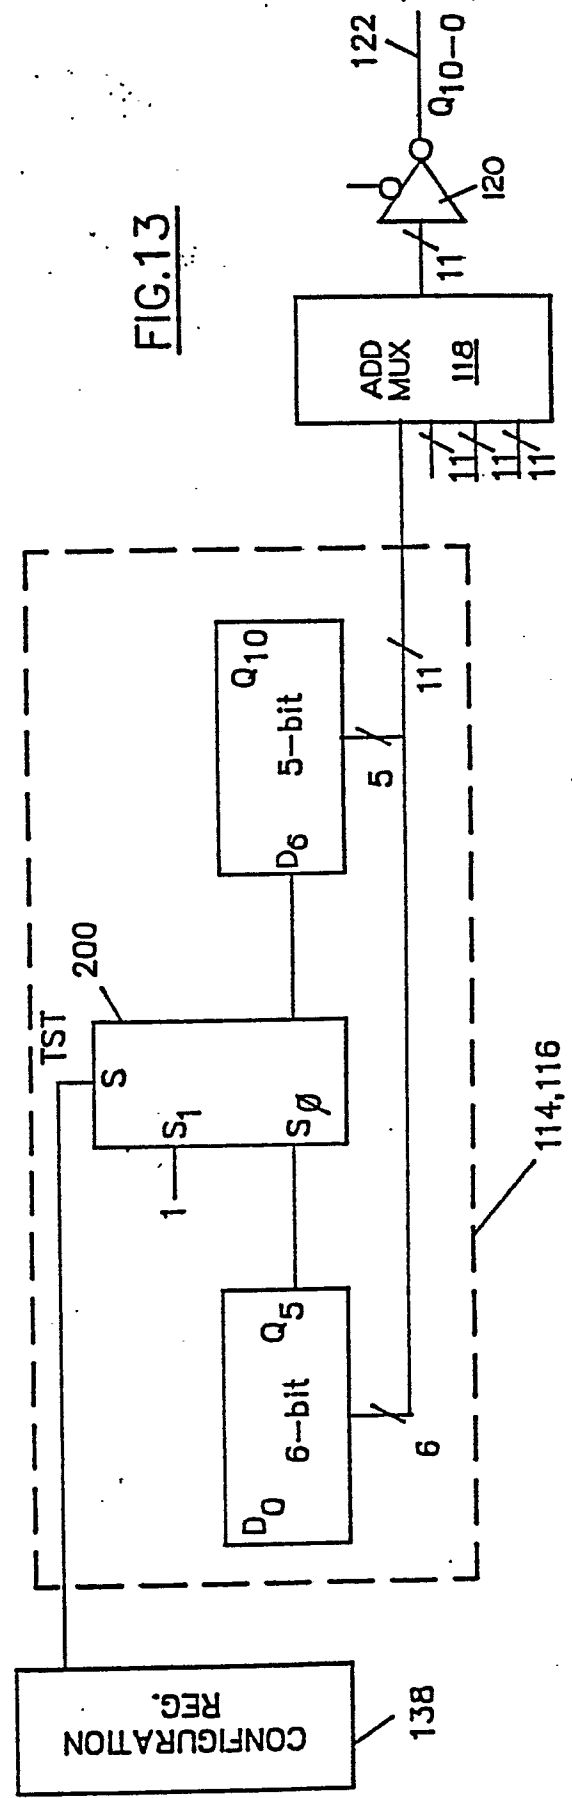 FIG.13
CONFIGURATION
REG.
138
TST
200
S
S1
1
SØ
D0
6-bit
Q5
6
D6
5-bit
Q10
5
11
114,116
ADD
MUX
118
11
11
11
11
120
122
Q10-0